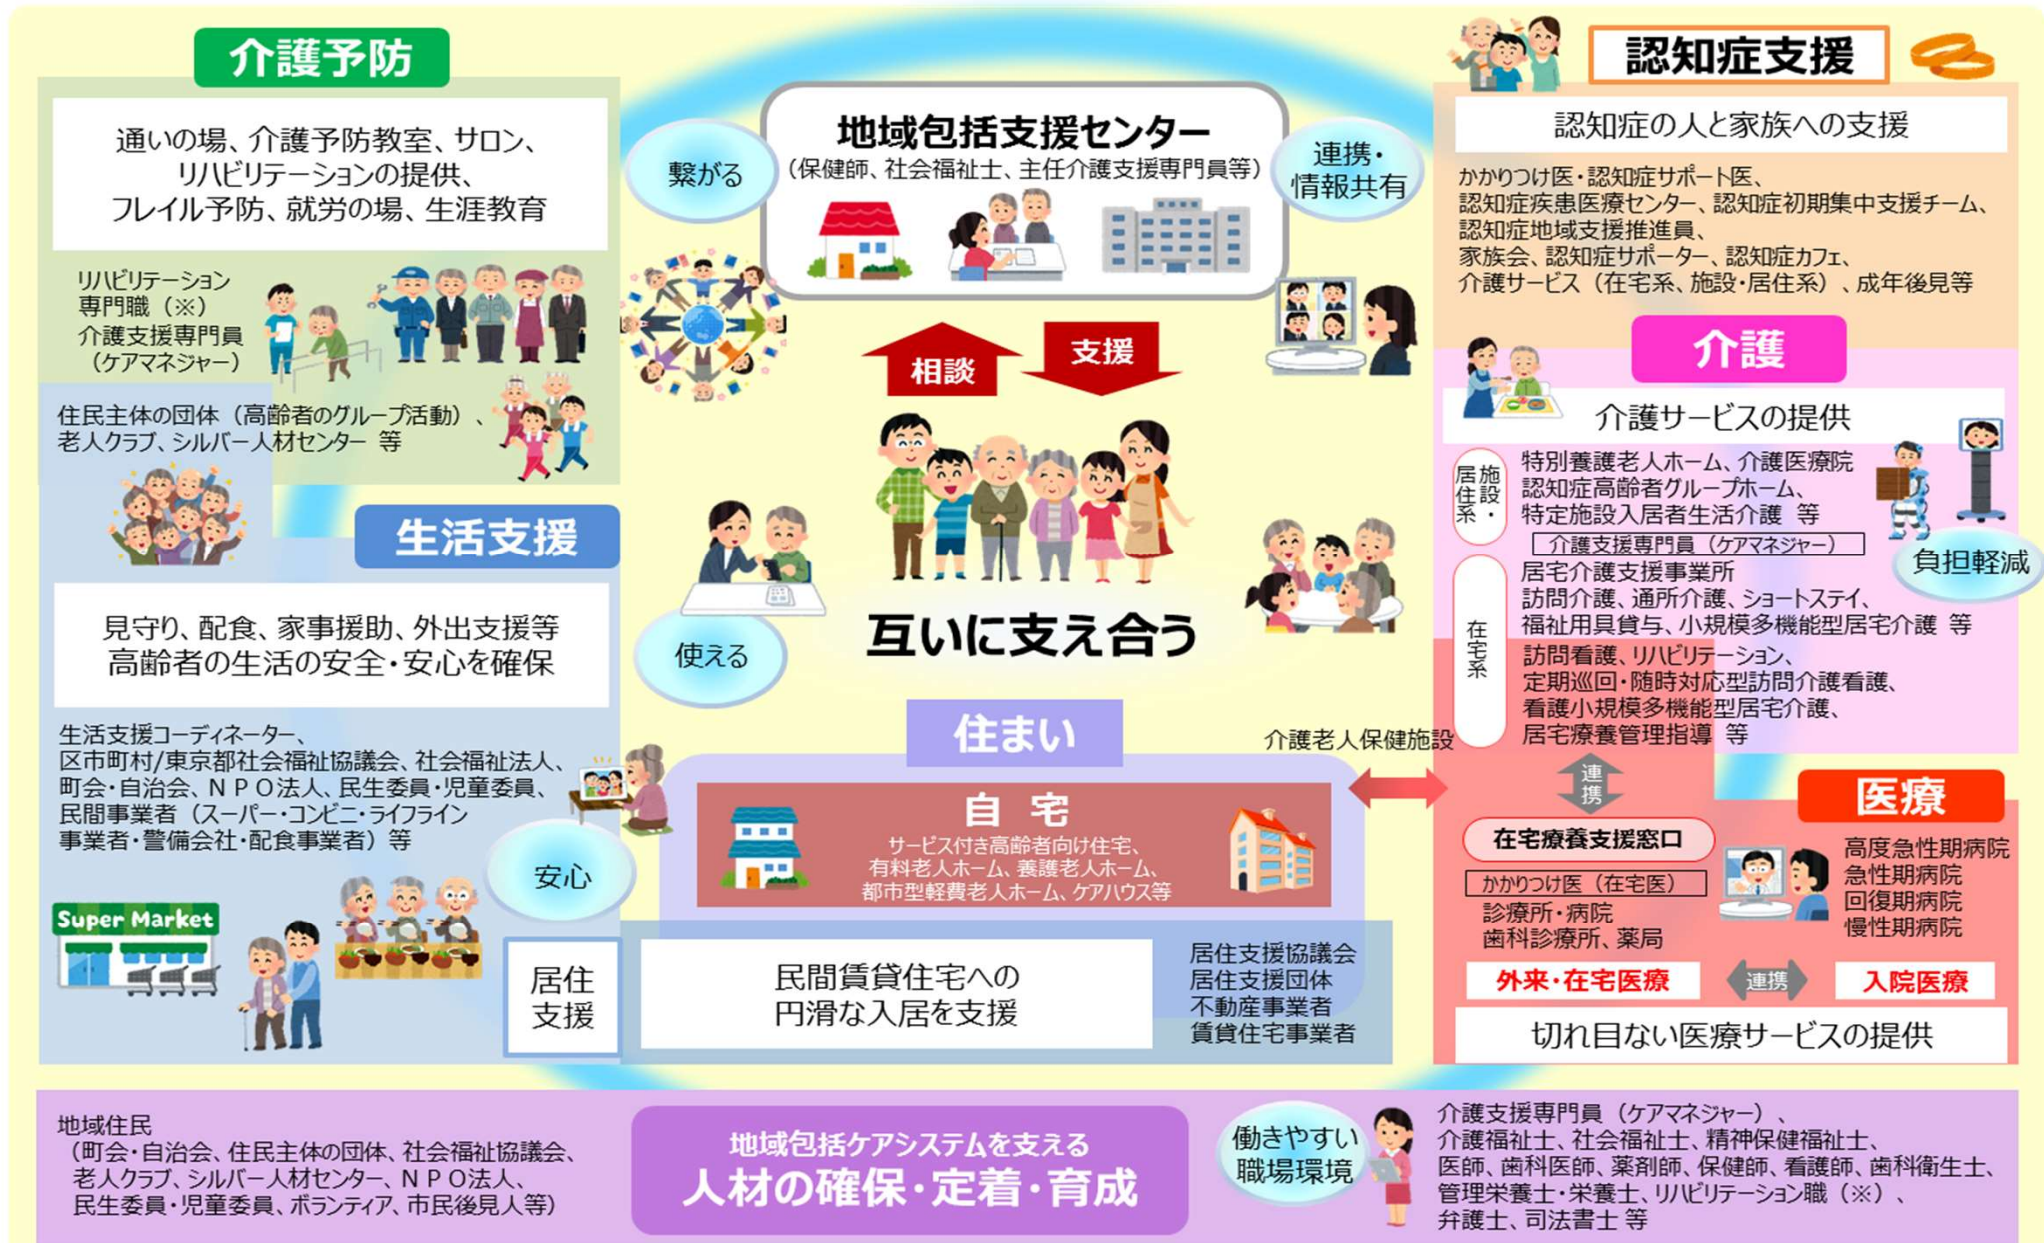 介護予防
通いの場、介護予防教室、サロン、
リハビリテーションの提供、
フレイル予防、就労の場、生涯教育
リハビリテーション
専門職（※）
介護支援専門員
（ケアマネジャー）
住民主体の団体（高齢者のグループ活動）、
老人クラブ、シルバー人材センター 等
生活支援
見守り、配食、家事援助、外出支援等
高齢者の生活の安全・安心を確保
生活支援コーディネーター、
区市町村/東京都社会福祉協議会、社会福祉法人、
町会・自治会、ＮＰＯ法人、民生委員・児童委員、
民間事業者（スーパー・コンビニ・ライフライン
事業者・警備会社・配食事業者）等
安心
Super Market
繋がる
地域包括支援センター
（保健師、社会福祉士、主任介護支援専門員等）
連携・
情報共有
相談
支援
互いに支え合う
使える
住まい
自 宅
サービス付き高齢者向け住宅、
有料老人ホーム、養護老人ホーム、
都市型軽費老人ホーム、ケアハウス等
介護老人保健施設
居住
支援
民間賃貸住宅への
円滑な入居を支援
居住支援協議会
居住支援団体
不動産事業者
賃貸住宅事業者
認知症支援
認知症の人と家族への支援
かかりつけ医・認知症サポート医、
認知症疾患医療センター、認知症初期集中支援チーム、
認知症地域支援推進員、
家族会、認知症サポーター、認知症カフェ、
介護サービス（在宅系、施設・居住系）、成年後見等
介護
介護サービスの提供
施設・
居住系
特別養護老人ホーム、介護医療院
認知症高齢者グループホーム、
特定施設入居者生活介護 等
介護支援専門員（ケアマネジャー）
負担軽減
在宅系
居宅介護支援事業所
訪問介護、通所介護、ショートステイ、
福祉用具貸与、小規模多機能型居宅介護 等
訪問看護、リハビリテーション、
定期巡回・随時対応型訪問介護看護、
看護小規模多機能型居宅介護、
居宅療養管理指導 等
連携
医療
在宅療養支援窓口
かかりつけ医（在宅医）
診療所・病院
歯科診療所、薬局
高度急性期病院
急性期病院
回復期病院
慢性期病院
外来・在宅医療
連携
入院医療
切れ目ない医療サービスの提供
地域住民
（町会・自治会、住民主体の団体、社会福祉協議会、
老人クラブ、シルバー人材センター、ＮＰＯ法人、
民生委員・児童委員、ボランティア、市民後見人等）
地域包括ケアシステムを支える
人材の確保・定着・育成
働きやすい
職場環境
介護支援専門員（ケアマネジャー）、
介護福祉士、社会福祉士、精神保健福祉士、
医師、歯科医師、薬剤師、保健師、看護師、歯科衛生士、
管理栄養士・栄養士、リハビリテーション職（※）、
弁護士、司法書士 等